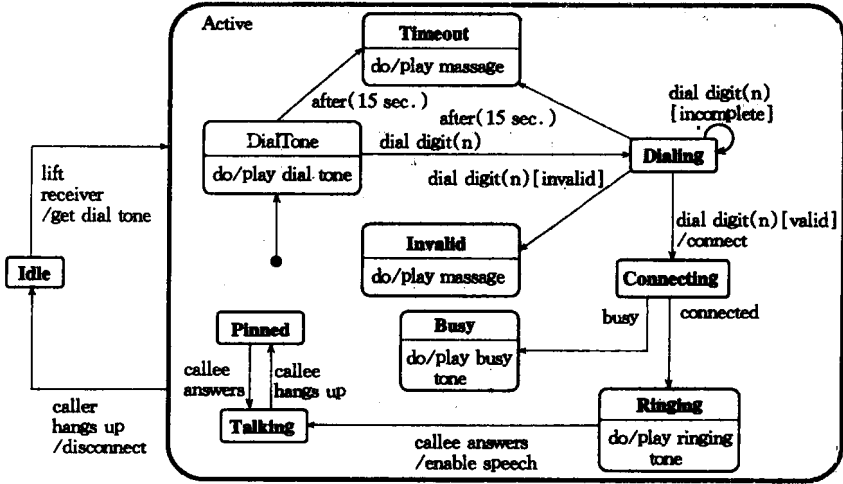 Active
Timeout
do/play massage
after(15 sec.)
after(15 sec.)
dial digit(n)
[incomplete]
DialTone
do/play dial tone
dial digit(n)
Dialing
lift
receiver
/get dial tone
dial digit(n)[invalid]
dial digit(n)[valid]
/connect
Invalid
do/play massage
Idle
Connecting
Pinned
Busy
do/play busy
tone
busy
connected
callee
answers
callee
hangs up
caller
hangs up
/disconnect
Talking
callee answers
/enable speech
Ringing
do/play ringing
tone